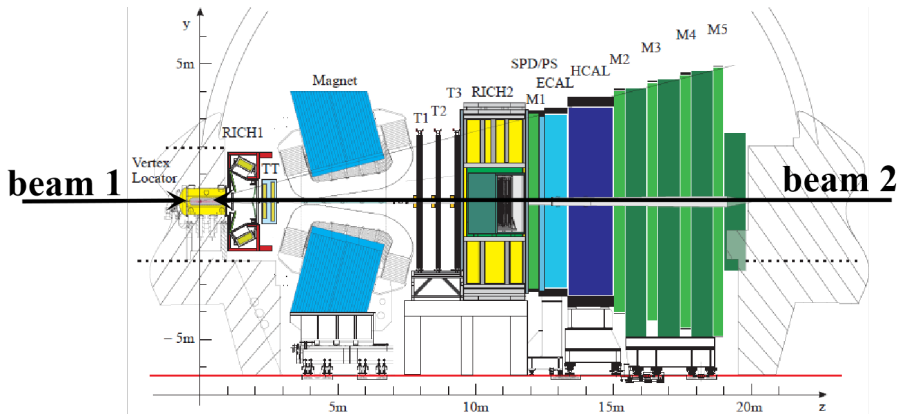 y
5m
Magnet
RICH1
Vertex
Locator
TT
T1
T2
T3
RICH2
M1
SPD/PS
ECAL
HCAL
M2
M3
M4
M5
beam 1
beam 2
− 5m
5m
10m
15m
20m
z